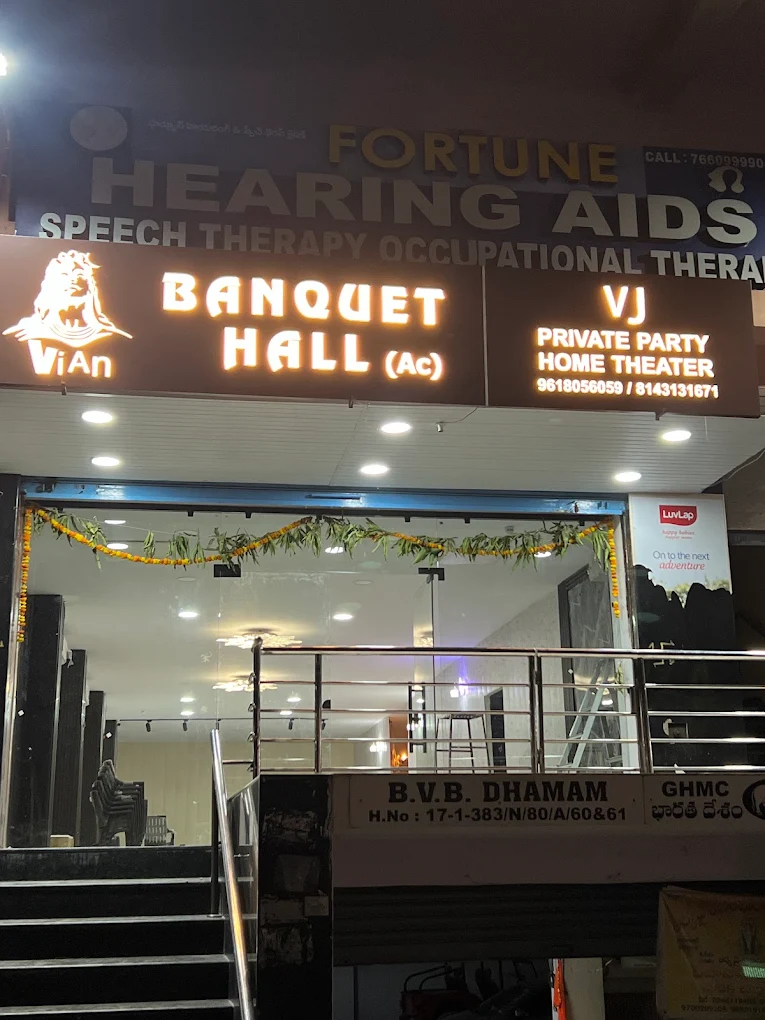 FORTUNE
CALL : 766099990
HEARING AIDS
SPEECH THERAPY OCCUPATIONAL THERA
ViAn
BANQUET
HALL (Ac)
VJ
PRIVATE PARTY
HOME THEATER
9618056059 / 8143131671
LuvLap
On to the next
adventure
B.V.B. DHAMAM
H.No : 17-1-383/N/80/A/60&61
GHMC
భారత దేశం